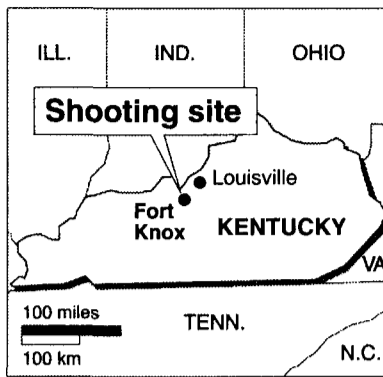 ILL.
IND.
OHIO
Shooting site
Louisville
Fort
Knox
KENTUCKY
VA
100 miles
TENN.
100 km
N.C.